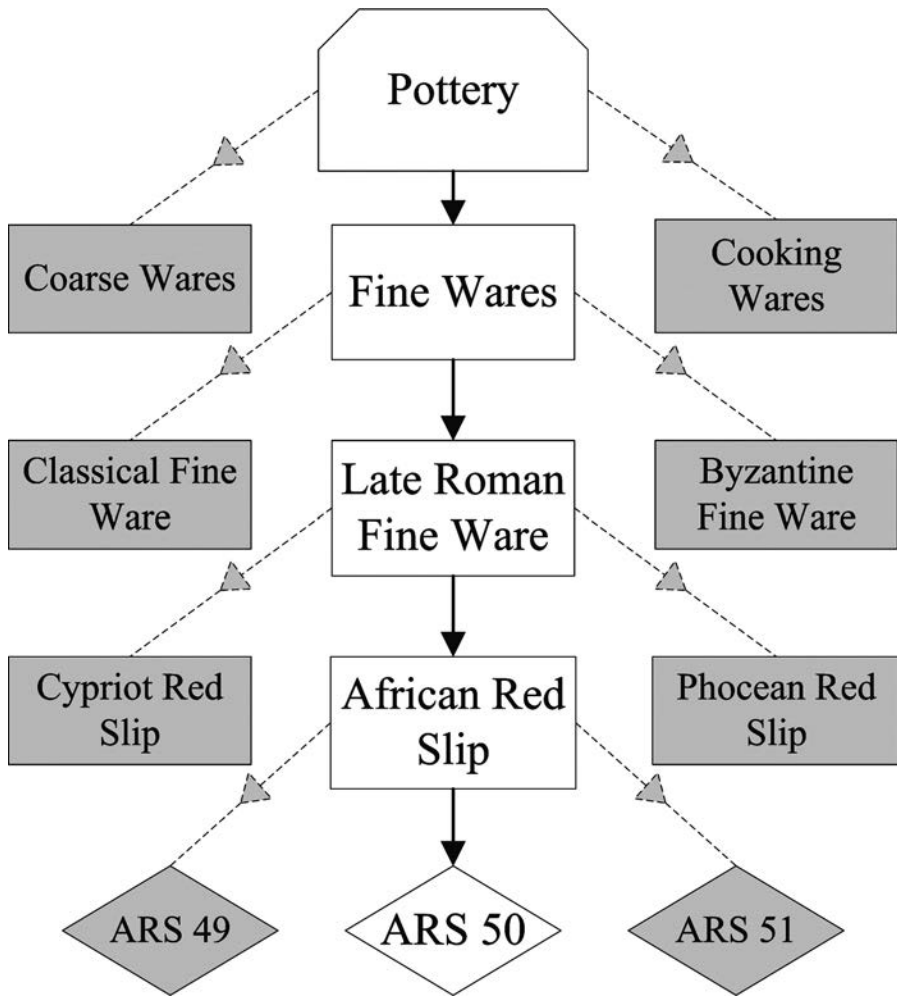 Pottery
Coarse Wares
Fine Wares
Cooking
Wares
Classical Fine
Ware
Late Roman
Fine Ware
Byzantine
Fine Ware
Cypriot Red
Slip
African Red
Slip
Phocean Red
Slip
ARS 49
ARS 50
ARS 51